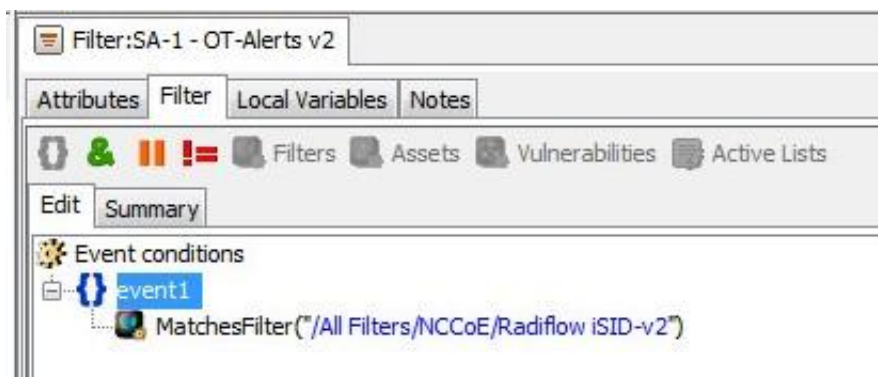 Filter:SA-1 - OT-Alerts v2
Attributes Filter Local Variables Notes
{} & != Filters Assets Vulnerabilities Active Lists
Edit Summary
Event conditions
{} event1
MatchesFilter("/All Filters/NCCoE/Radiflow iSID-v2")